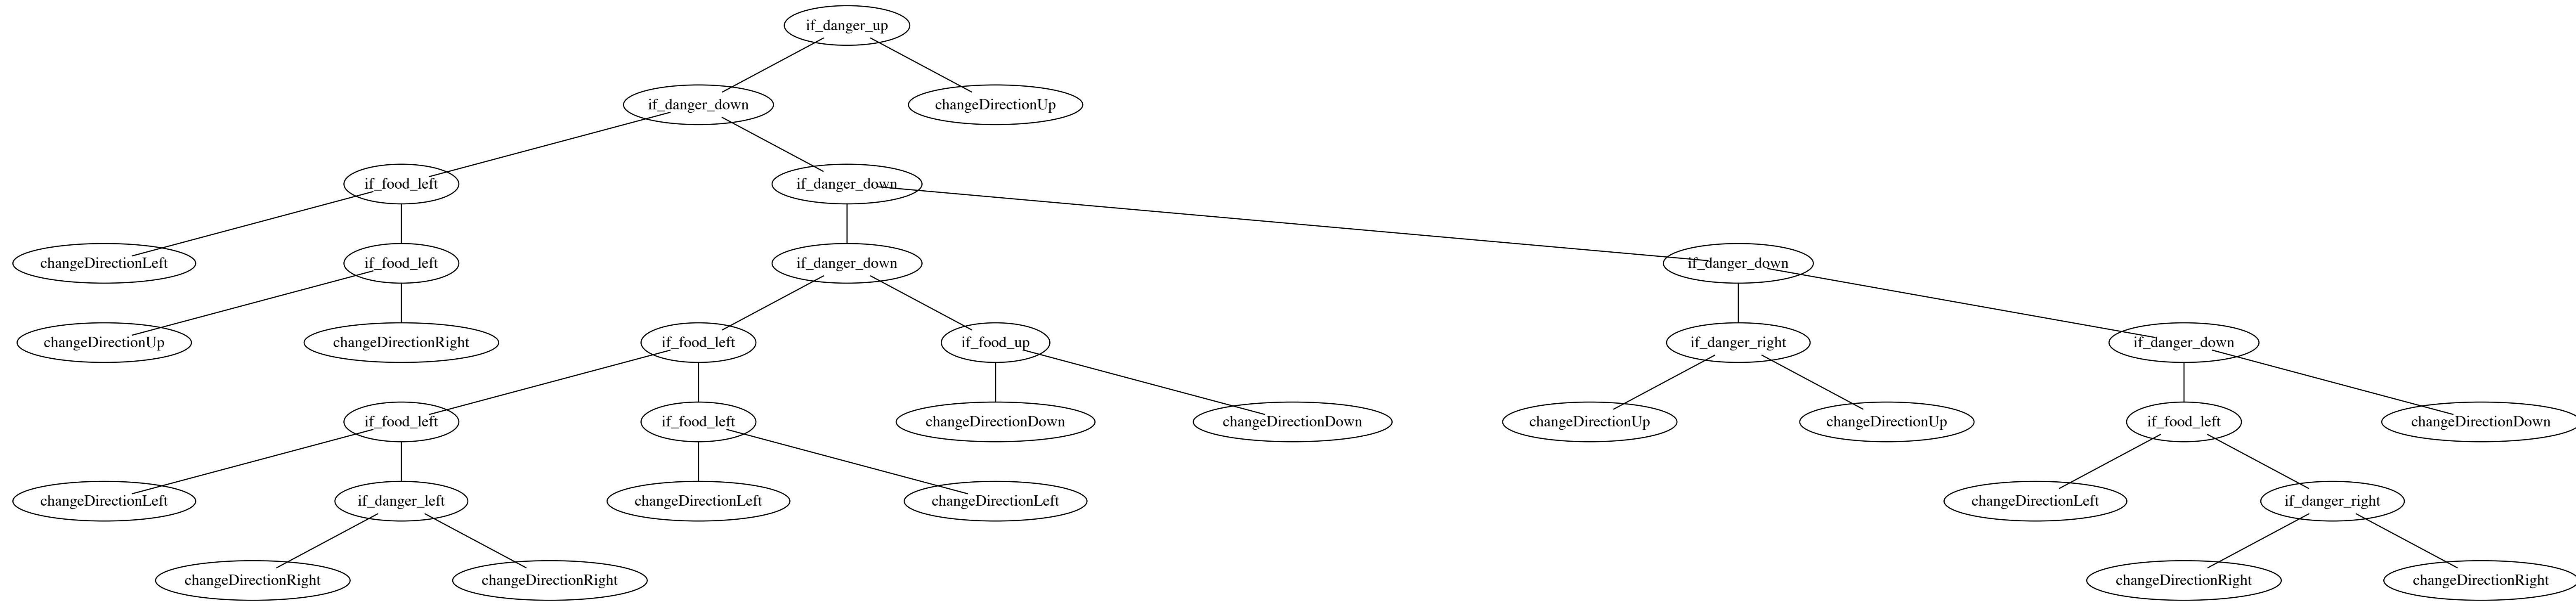 if_danger_up
if_danger_down
changeDirectionUp
if_food_left
if_danger_down
changeDirectionLeft
if_food_left
if_danger_down
if_danger_down
changeDirectionUp
changeDirectionRight
if_food_left
if_food_up
if_danger_right
if_danger_down
if_food_left
if_food_left
changeDirectionDown
changeDirectionDown
changeDirectionUp
changeDirectionUp
if_food_left
changeDirectionDown
changeDirectionLeft
if_danger_left
changeDirectionLeft
changeDirectionLeft
changeDirectionLeft
if_danger_right
changeDirectionRight
changeDirectionRight
changeDirectionRight
changeDirectionRight